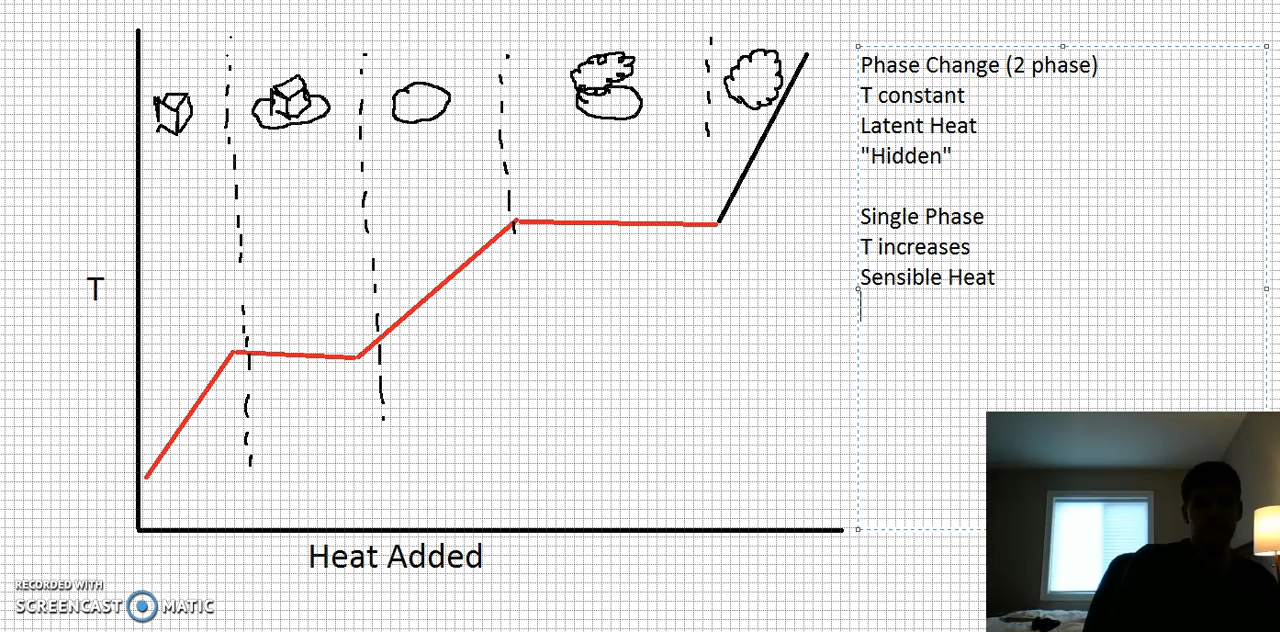 Phase Change (2 phase)
T constant
Latent Heat
"Hidden"
Single Phase
T increases
Sensible Heat
T
Heat Added
RECORDED WITH
SCREENCAST MATIC